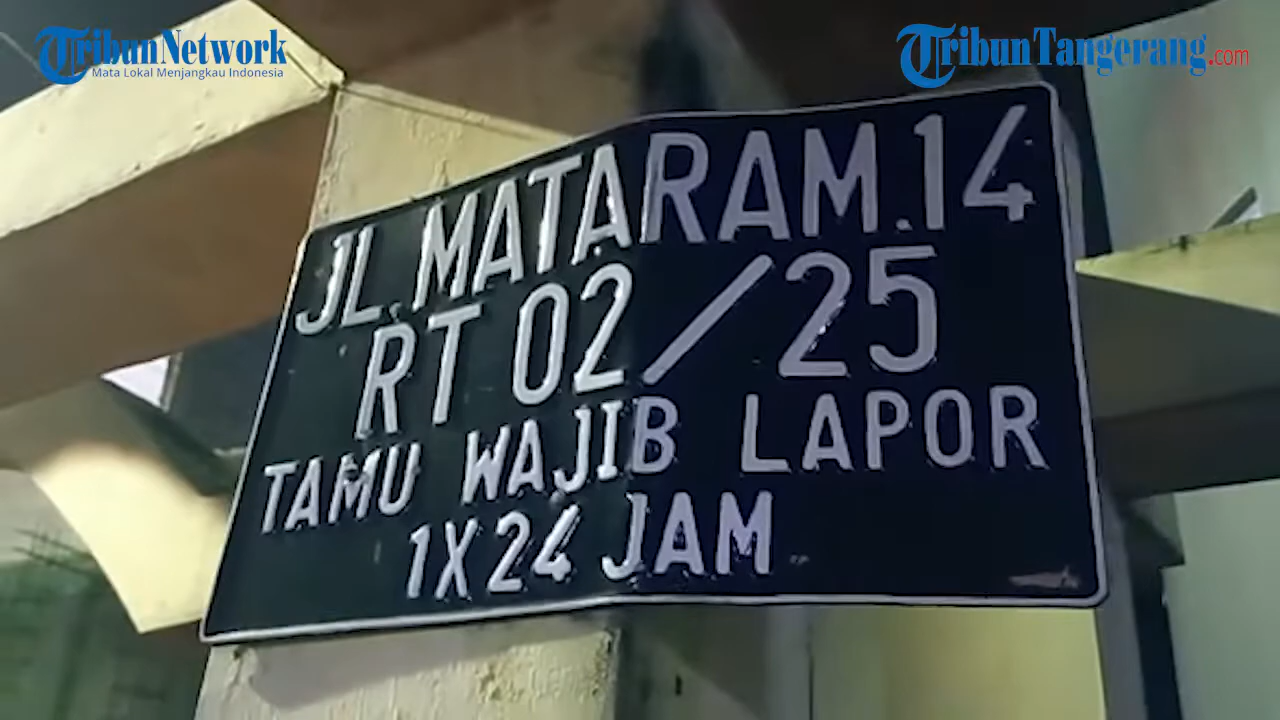 TribunNetwork
Mata Lokal Menjangkau Indonesia
TribunTangerang.com
JL. MATARAM.14
RT 02/25
TAMU WAJIB LAPOR
1X24 JAM